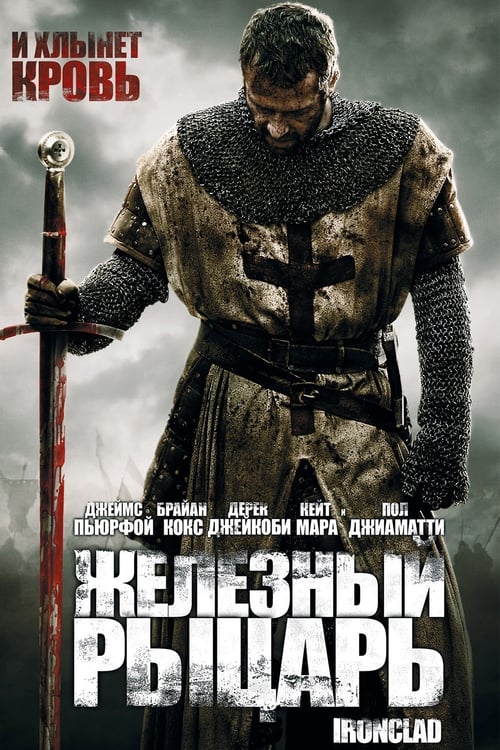 И ХЛЫНЕТ
КРОВЬ
ДЖЕЙМС БРАЙАН ДЕРЕК КЕЙТ и ПОЛ
ПЬЮРФОЙ КОКС ДЖЕЙКОБИ МАРА ДЖИАМАТТИ
ЖЕЛЕЗНЫЙ
РЫЦАРЬ
IRONCLAD